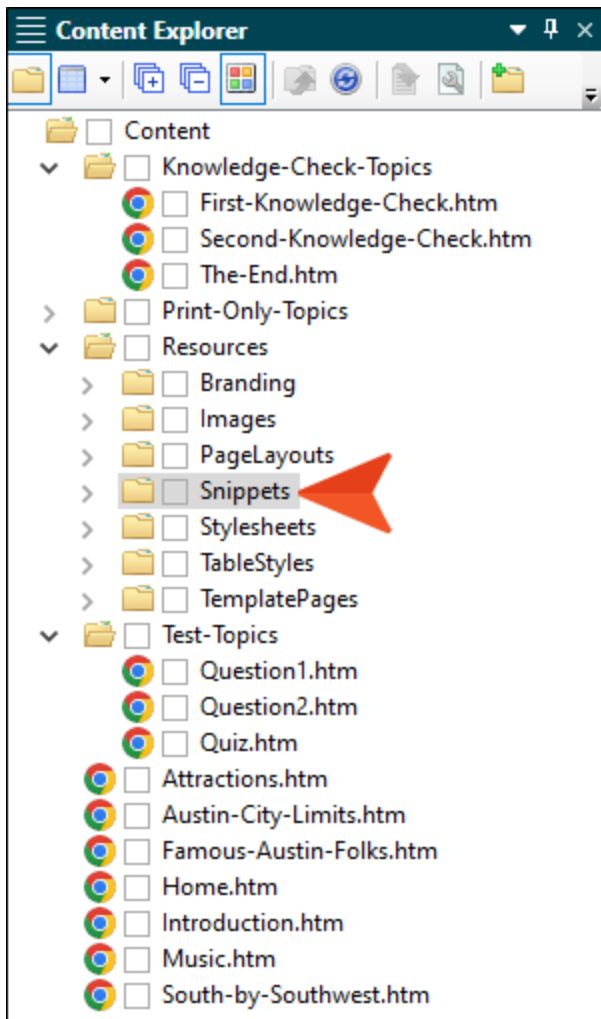 Content Explorer
Content
Knowledge-Check-Topics
First-Knowledge-Check.htm
Second-Knowledge-Check.htm
The-End.htm
Print-Only-Topics
Resources
Branding
Images
PageLayouts
Snippets
Stylesheets
TableStyles
TemplatePages
Test-Topics
Question1.htm
Question2.htm
Quiz.htm
Attractions.htm
Austin-City-Limits.htm
Famous-Austin-Folks.htm
Home.htm
Introduction.htm
Music.htm
South-by-Southwest.htm